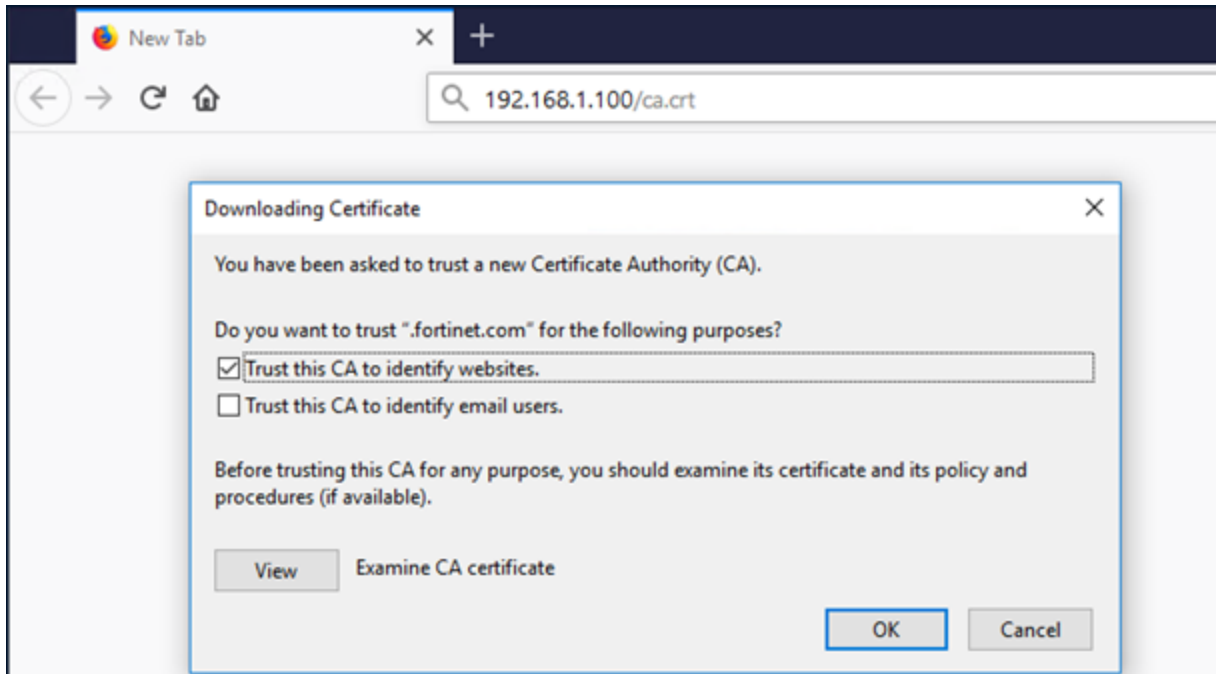 New Tab
192.168.1.100/ca.crt
Downloading Certificate
You have been asked to trust a new Certificate Authority (CA).
Do you want to trust ".fortinet.com" for the following purposes?
Trust this CA to identify websites.
Trust this CA to identify email users.
Before trusting this CA for any purpose, you should examine its certificate and its policy and
procedures (if available).
View Examine CA certificate
OK Cancel